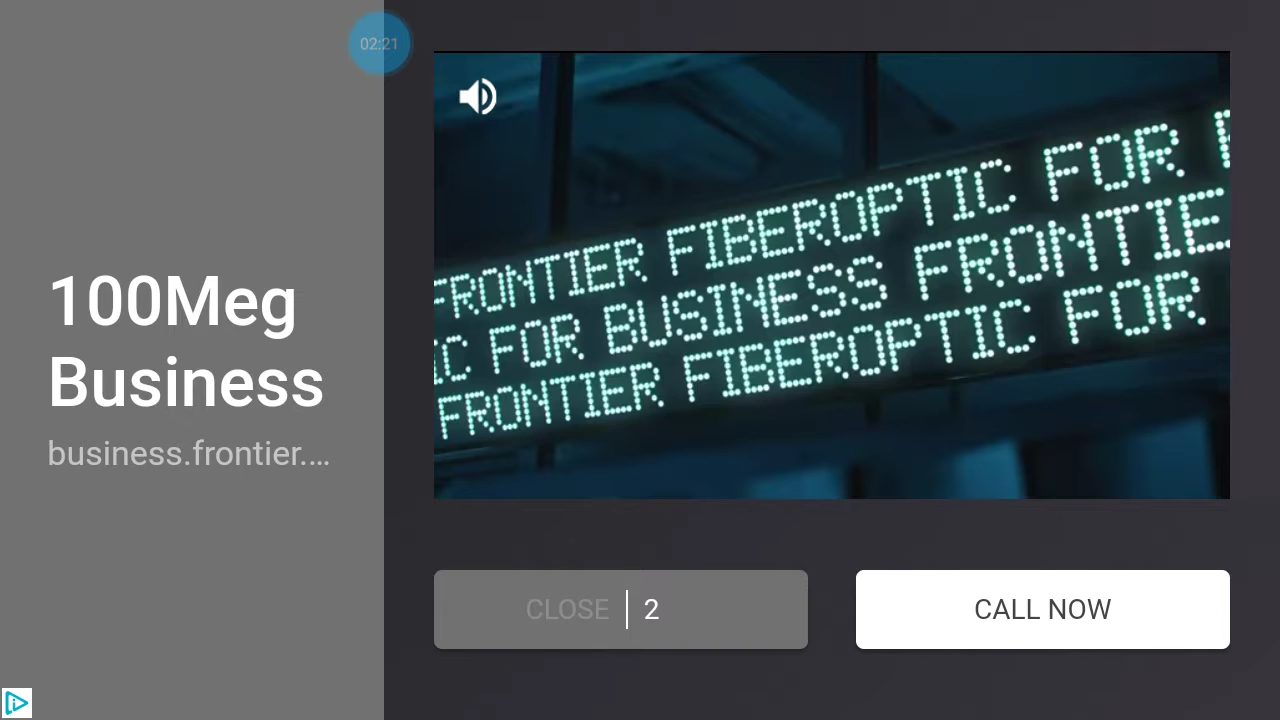 02:21
100Meg
Business
business.frontier.…
FRONTIER FIBEROPTIC FOR
IC FOR BUSINESS FRONTIE
FRONTIER FIBEROPTIC FOR
CLOSE 2
CALL NOW